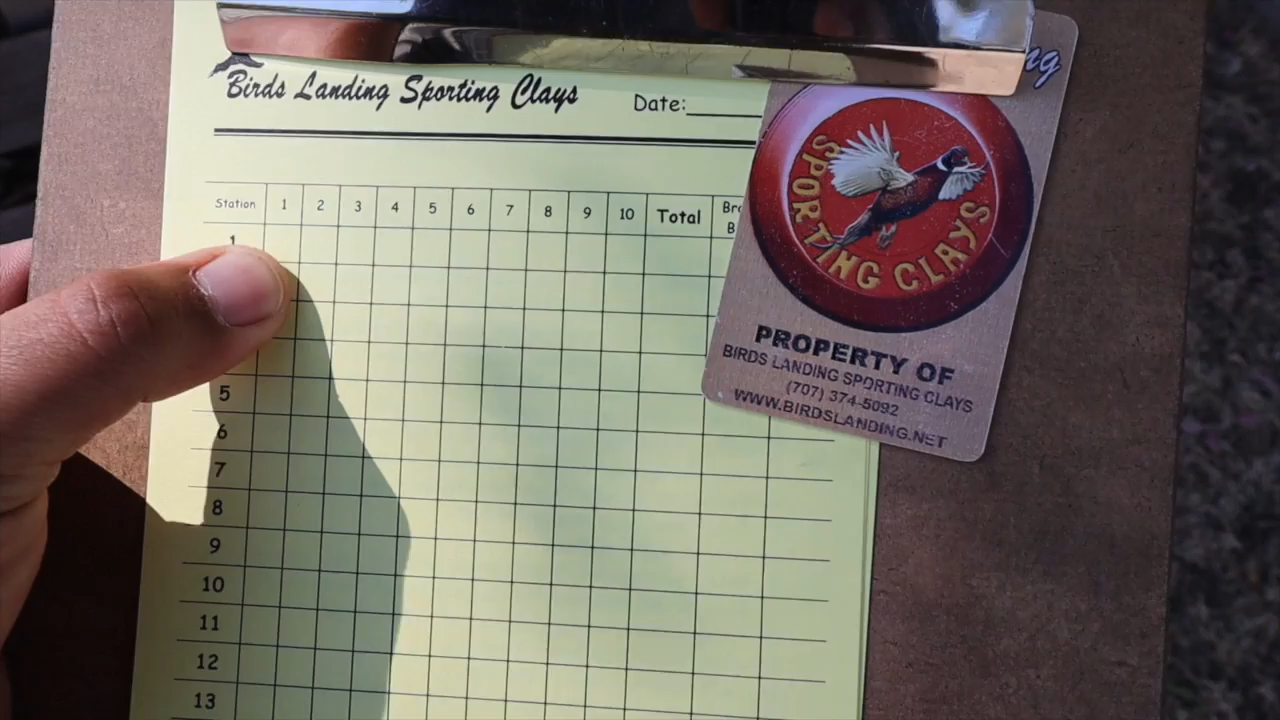 Birds Landing Sporting Clays Date:
ng
Station 1 2 3 4 5 6 7 8 9 10 Total
1
5
6
7
8
9
10
11
12
13
SPORTING CLAYS
PROPERTY OF
BIRDS LANDING SPORTING CLAYS
(707) 374-5092
WWW.BIRDSLANDING.NET